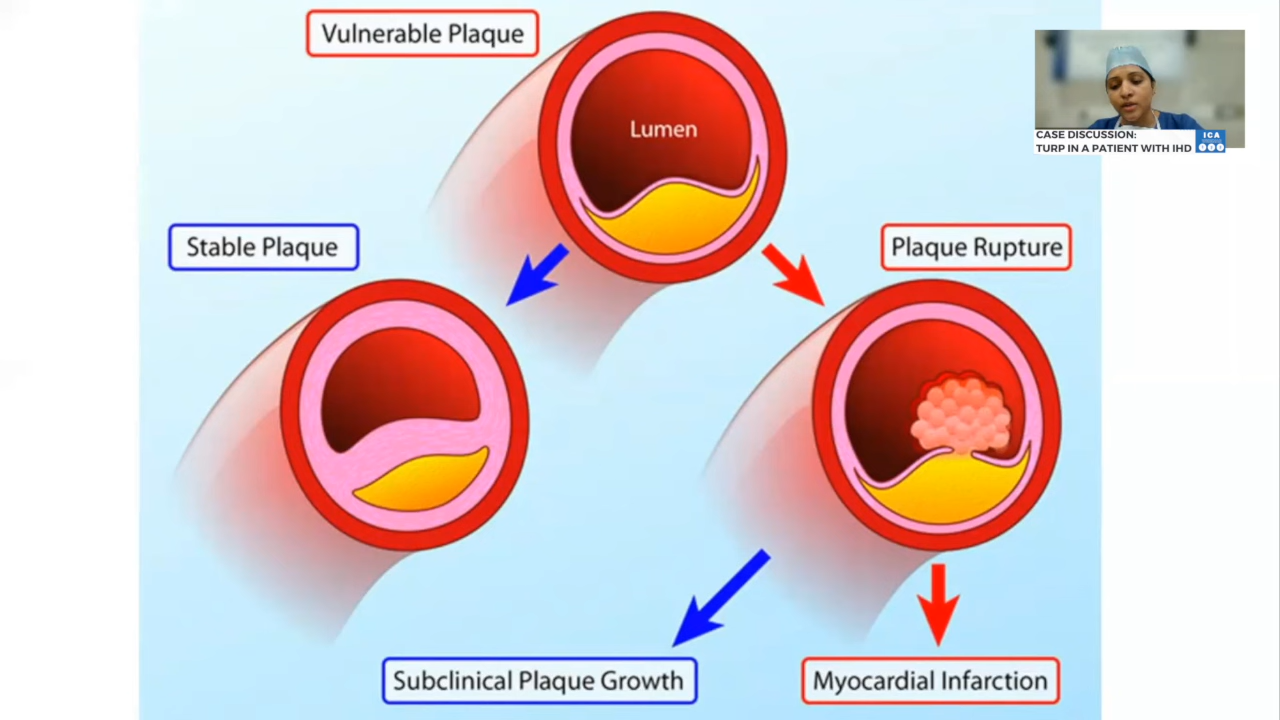 Vulnerable Plaque
Lumen
Stable Plaque
Plaque Rupture
Subclinical Plaque Growth
Myocardial Infarction
CASE DISCUSSION:
TURP IN A PATIENT WITH IHD
ICA